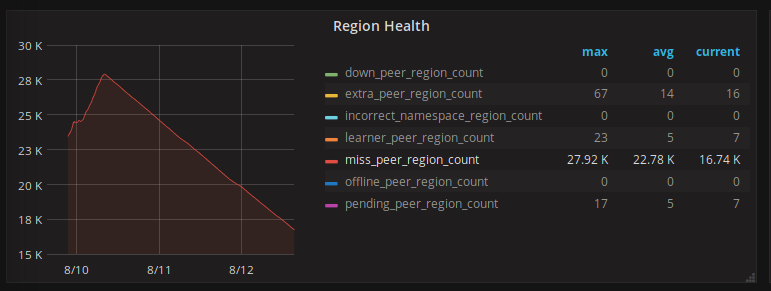 Region Health
30 K
28 K
25 K
23 K
20 K
18 K
15 K
8/10 8/11 8/12
max avg current
down_peer_region_count 0 0 0
extra_peer_region_count 67 14 16
incorrect_namespace_region_count 0 0 0
learner_peer_region_count 23 5 7
miss_peer_region_count 27.92 K 22.78 K 16.74 K
offline_peer_region_count 0 0 0
pending_peer_region_count 17 5 7